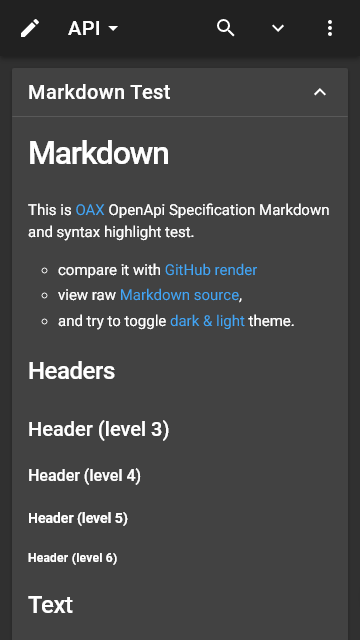 API
Markdown Test
Markdown
This is OAX OpenApi Specification Markdown
and syntax highlight test.
compare it with GitHub render
view raw Markdown source,
and try to toggle dark & light theme.
Headers
Header (level 3)
Header (level 4)
Header (level 5)
Header (level 6)
Text